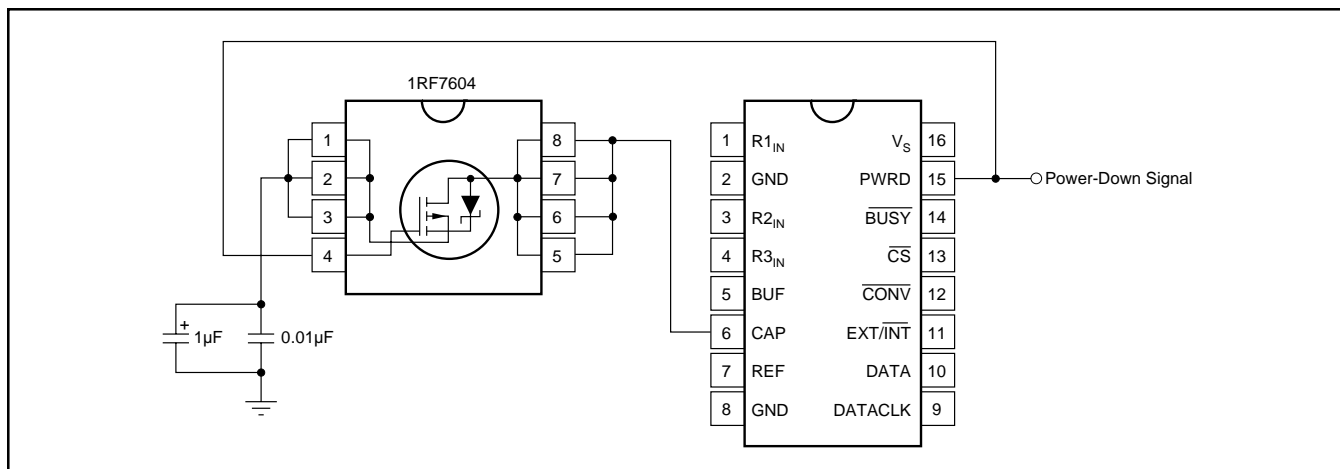 1RF7604
1
2
3
4
8
7
6
5
+
1µF
0.01µF
1 R1IN
2 GND
3 R2IN
4 R3IN
5 BUF
6 CAP
7 REF
8 GND
VS 16
PWRD 15
BUSY 14
CS 13
CONV 12
EXT/INT 11
DATA 10
DATACLK 9
Power-Down Signal